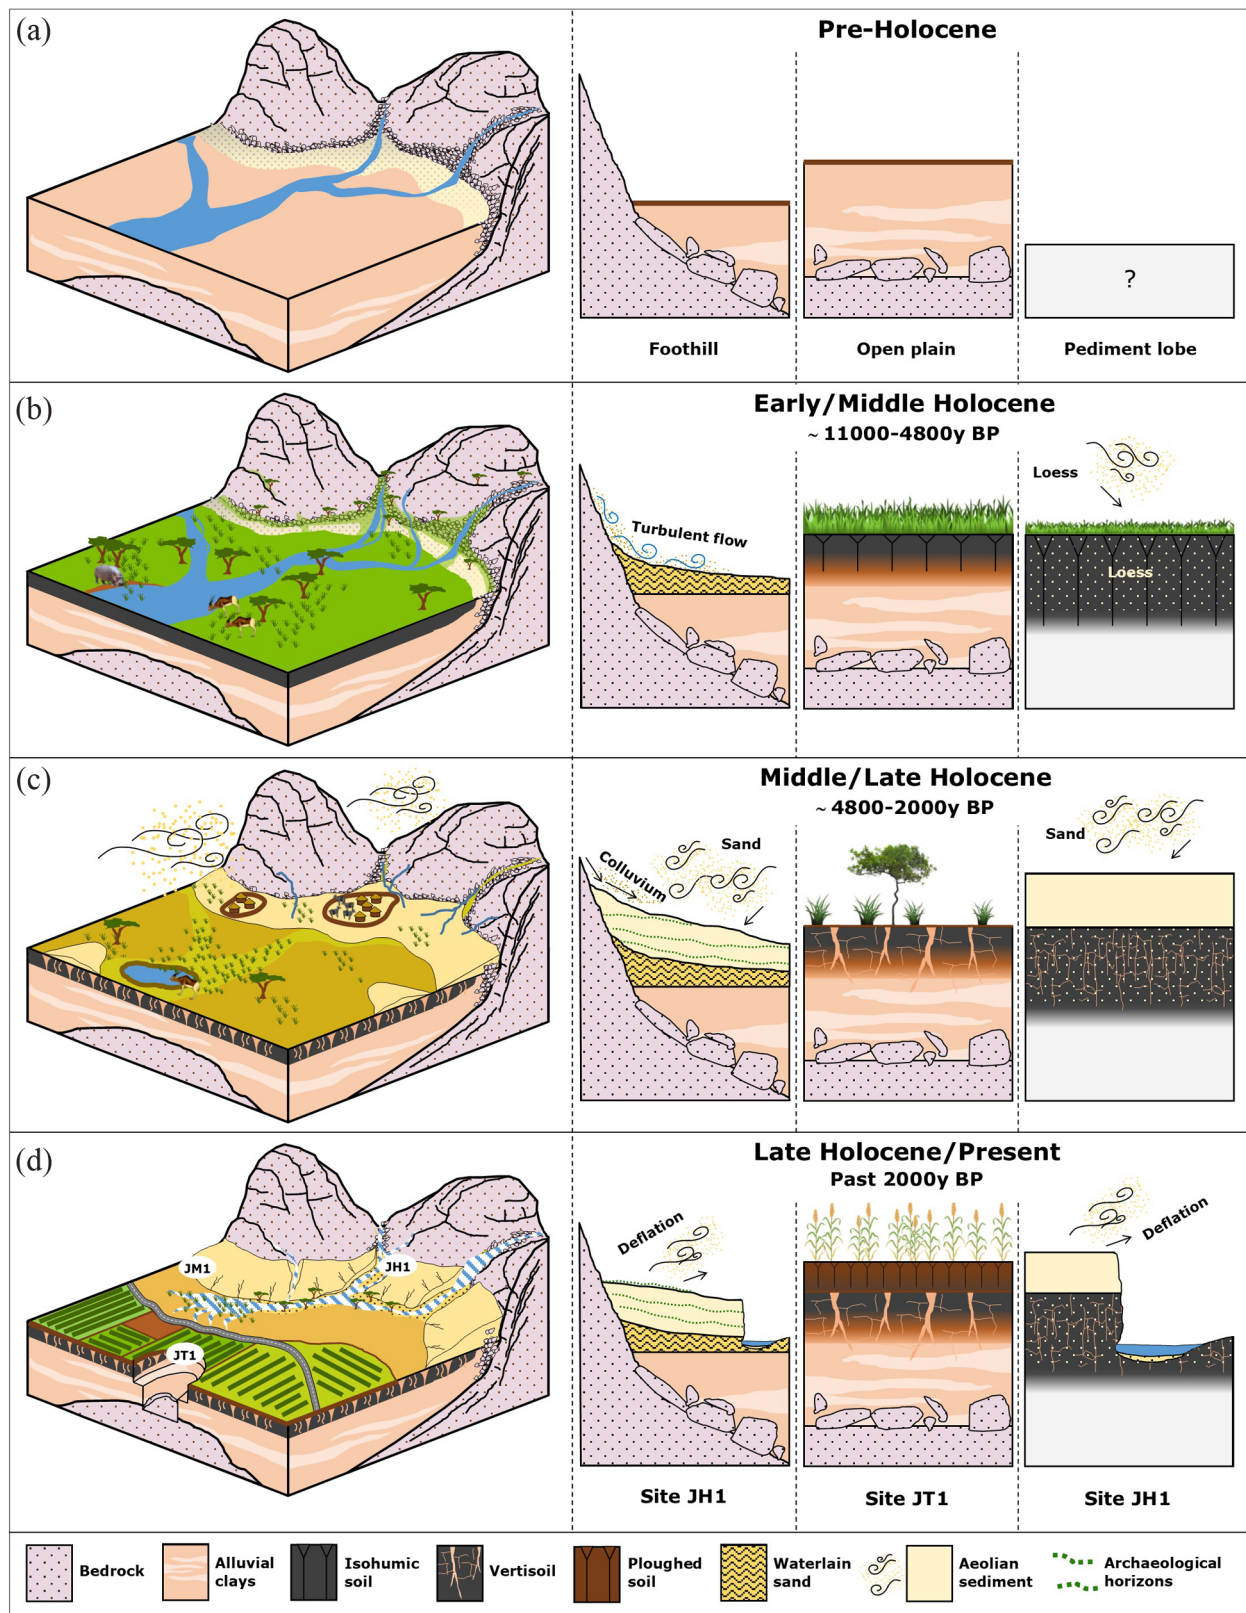 (a)
Pre-Holocene
?
Foothill
Open plain
Pediment lobe
(b)
Early/Middle Holocene
~ 11000-4800y BP
Loess
Turbulent flow
Loess
(c)
Middle/Late Holocene
~ 4800-2000y BP
Colluvium
Sand
Sand
(d)
Late Holocene/Present
Past 2000y BP
Deflation
Deflation
JM1
JH1
JT1
Site JH1
Site JT1
Site JH1
Bedrock
Alluvial
clays
Isohumic
soil
Vertisoil
Ploughed
soil
Waterlain
sand
Aeolian
sediment
Archaeological
horizons